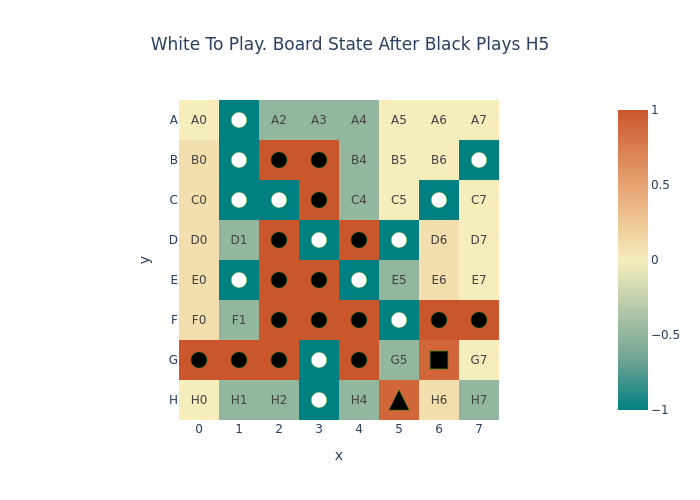 White To Play. Board State After Black Plays H5
A A0 A2 A3 A4 A5 A6 A7
B B0 B4 B5 B6
C C0 C4 C5 C7
D D0 D1 D6 D7
E E0 E5 E6 E7
F F0 F1
G G5 G7
H H0 H1 H2 H4 H6 H7
0 1 2 3 4 5 6 7
x
y
1
0.5
0
−0.5
−1